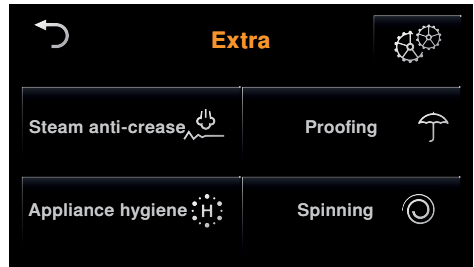 Extra
Steam anti-crease
Proofing
Appliance hygiene
H
Spinning